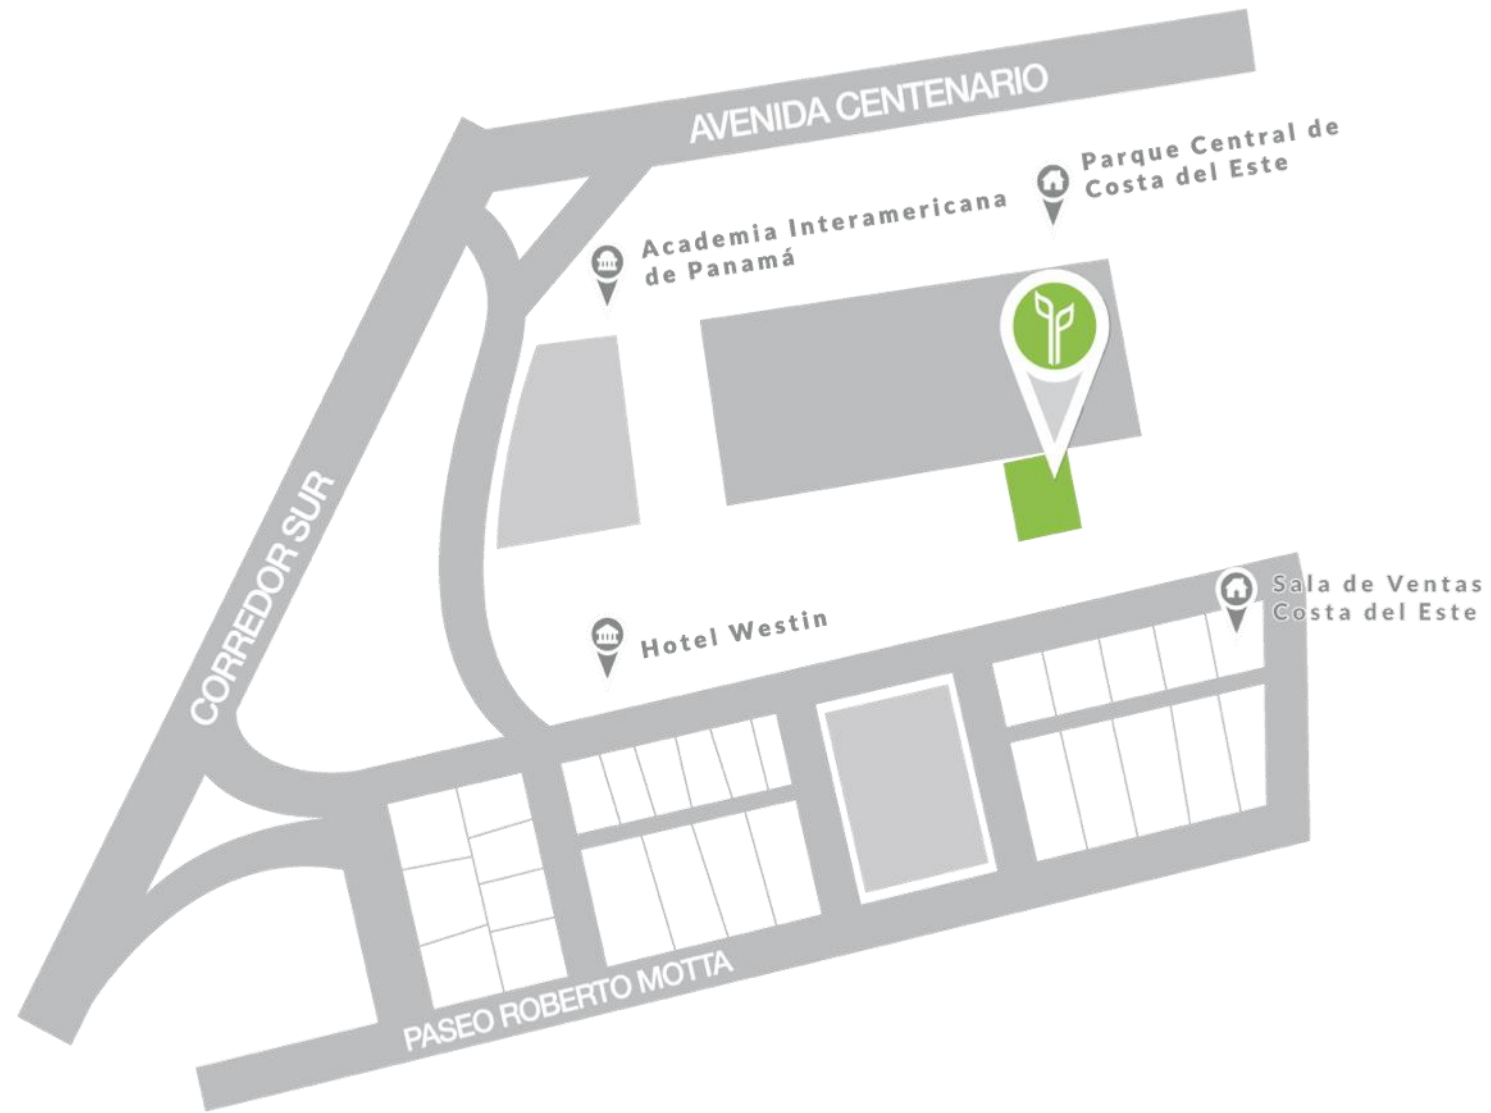 AVENIDA CENTENARIO
Parque Central de
Costa del Este
Academia Interamericana
de Panamá
CORREDOR SUR
Sala de Ventas
Costa del Este
Hotel Westin
PASEO ROBERTO MOTTA